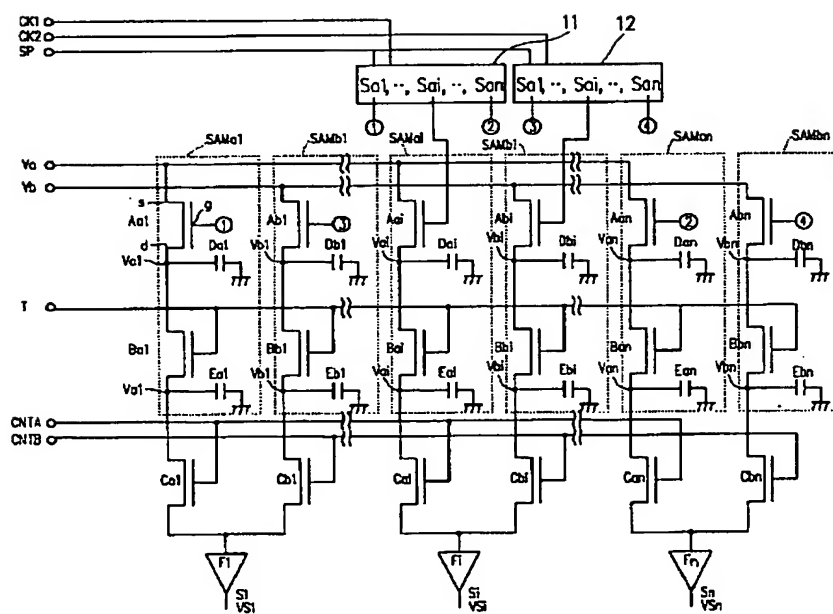 CK1
CK2
SP
11
12
Sa1,··, Sai,··, San
Sa1,··, Sai,··, San
① ② ③ ④
SAMa1
SAMb1
SAMai
SAMbi
SAMan
SAMbn
Va
Vb
s
g
d
Aa1
①
Ab1
③
Aai
Abi
Aan
②
Abn
④
Va1
Da1
Vb1
Db1
Vai
Dai
Vbi
Dbi
Van
Dan
Vbn
Dbn
T
Ba1
Bb1
Bai
Bbi
Ban
Bbn
Va1
Ea1
Vb1
Eb1
Vai
Eai
Vbi
Ebi
Van
Ean
Vbn
Ebn
CNTA
CNTB
Ca1
Cb1
Cai
Cbi
Can
Cbn
F1
Fi
Fn
S1
VS1
Si
VSi
Sn
VSn